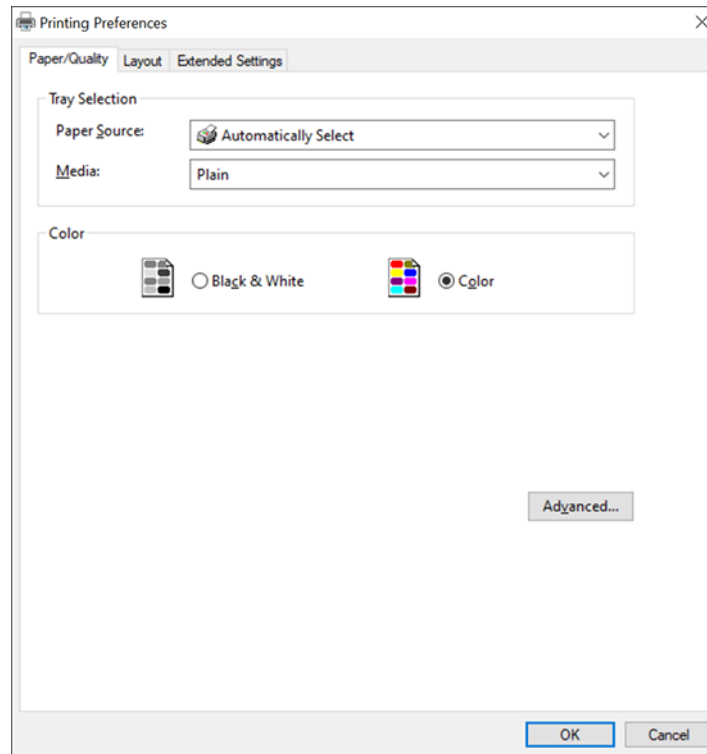 Printing Preferences
Paper/Quality Layout Extended Settings
Tray Selection
Paper Source: Automatically Select
Media: Plain
Color
Black & White Color
Advanced...
OK Cancel